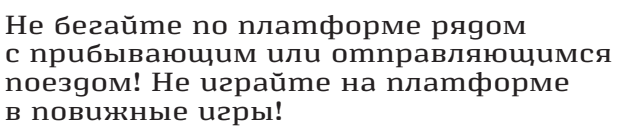 Не бегайте по платформе рядом
с прибывающим или отправляющимся
поездом! Не играйте на платформе
в повижные игры!